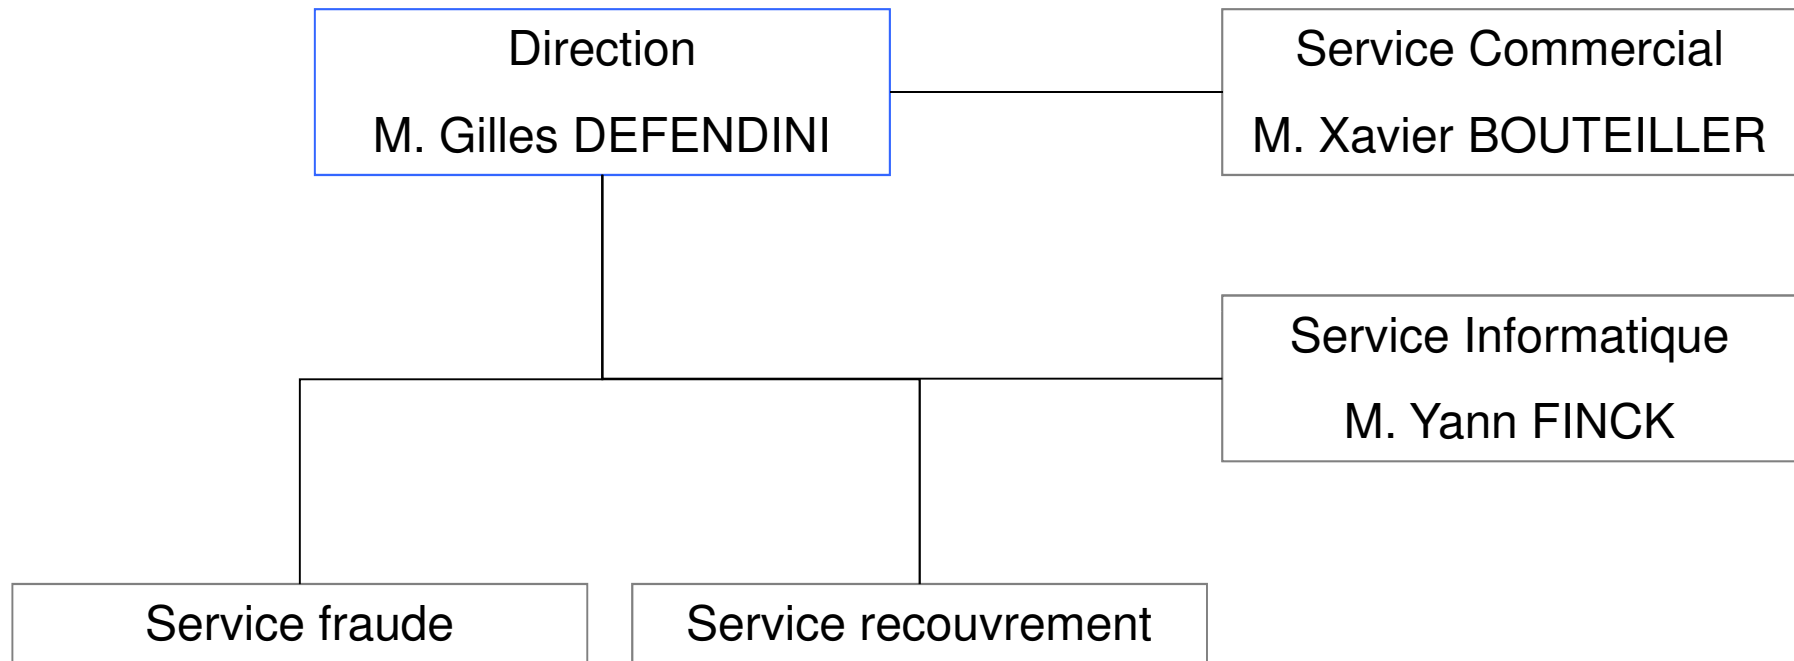 Direction
M. Gilles DEFENDINI
Service Commercial
M. Xavier BOUTEILLER
Service Informatique
M. Yann FINCK
Service fraude
Service recouvrement